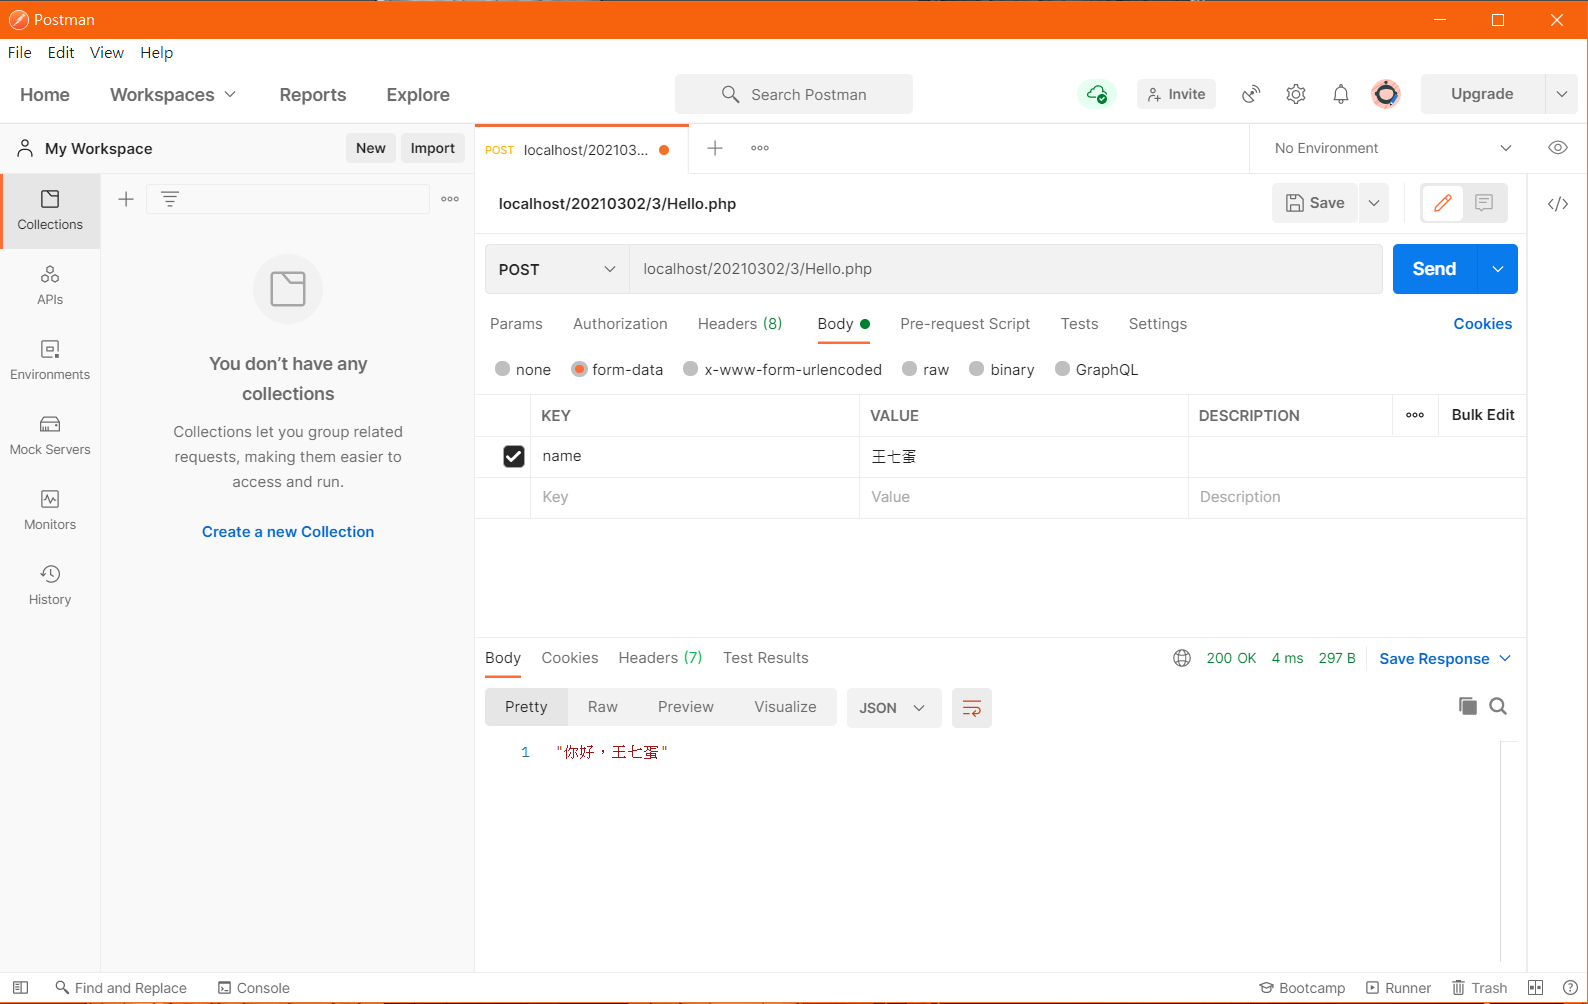 Postman
File Edit View Help
Home Workspaces Reports Explore Search Postman Invite Upgrade
My Workspace New Import
POST localhost/202103... No Environment
Collections
APIs
Environments
Mock Servers
Monitors
History
You don't have any
collections
Collections let you group related
requests, making them easier to
access and run.
Create a new Collection
localhost/20210302/3/Hello.php Save
POST localhost/20210302/3/Hello.php Send
Params Authorization Headers (8) Body Pre-request Script Tests Settings Cookies
none form-data x-www-form-urlencoded raw binary GraphQL
KEY VALUE DESCRIPTION Bulk Edit
name 王七蛋
Key Value Description
Body Cookies Headers (7) Test Results 200 OK 4 ms 297 B Save Response
Pretty Raw Preview Visualize JSON
1 "你好，王七蛋"
Find and Replace Console Bootcamp Runner Trash